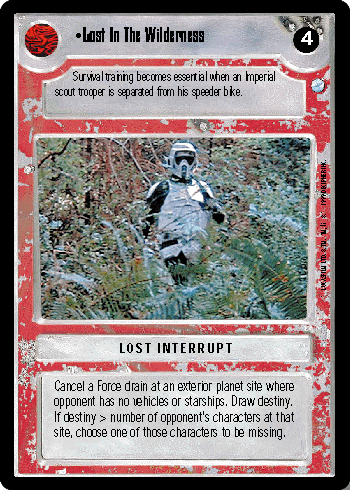 •Lost In The Wilderness
4
Survival training becomes essential when an Imperial
scout trooper is separated from his speeder bike.
LOST INTERRUPT
Cancel a Force drain at an exterior planet site where
opponent has no vehicles or starships. Draw destiny.
If destiny > number of opponent's characters at that
site, choose one of those characters to be missing.